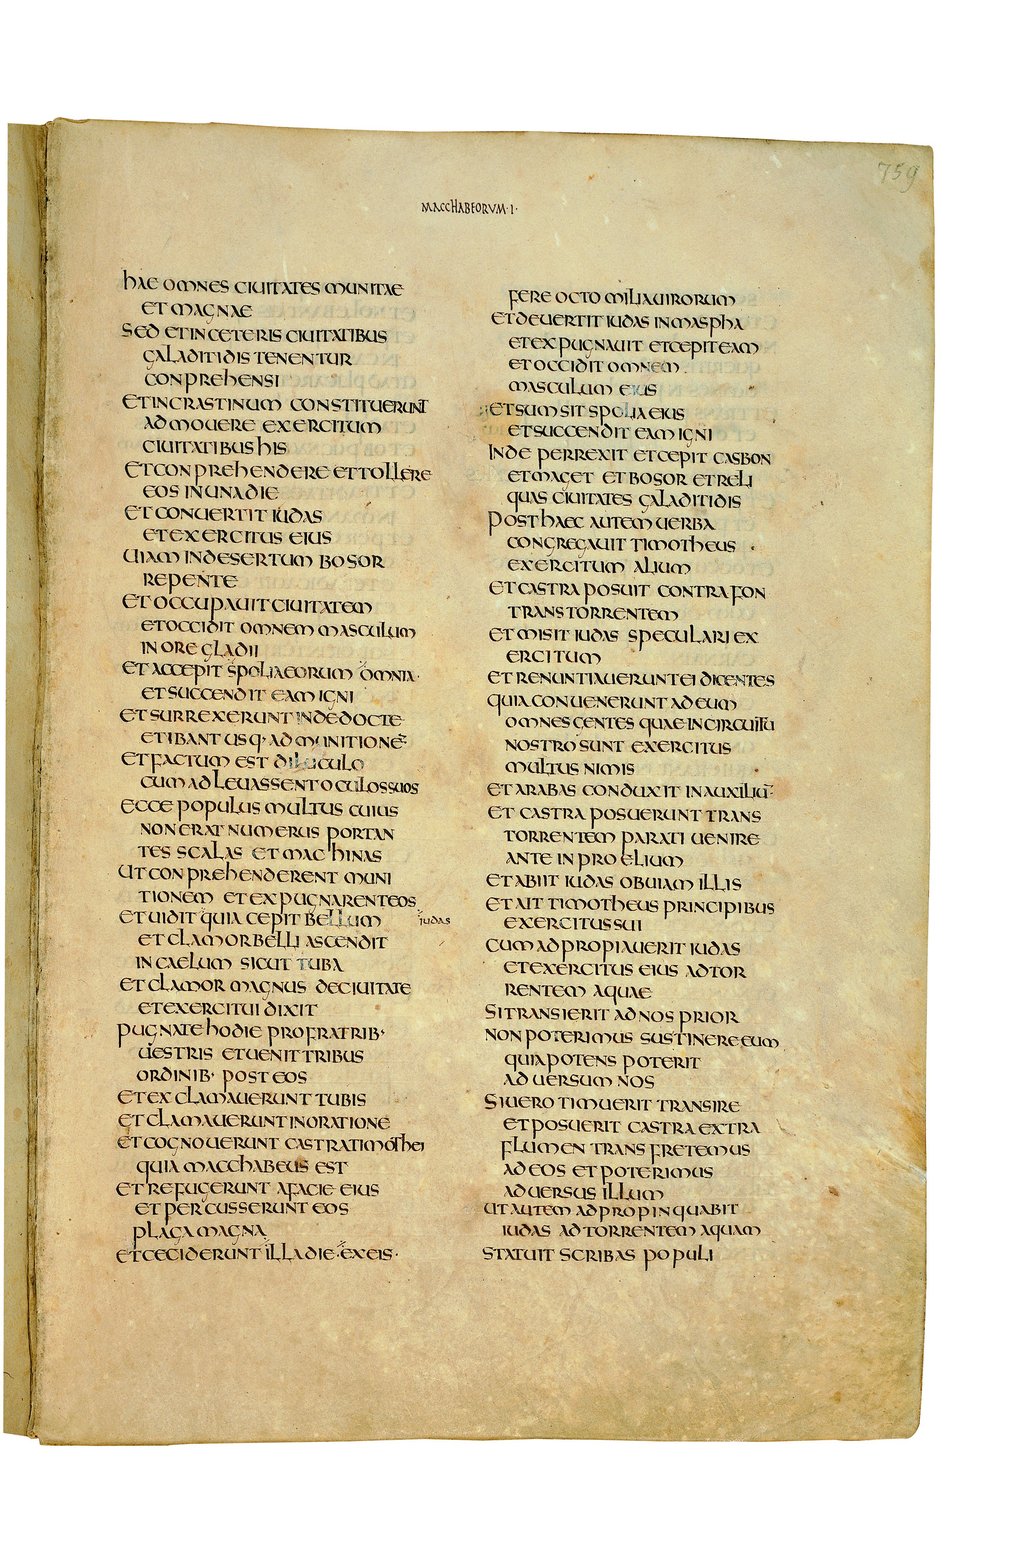 759
MACCHABEORVM·I·
hAE OMNES CIUITATES MUNITAE
ET MAGNAE
SED ET IN CETERIS CIUITATIBUS
GALADITIDIS TENENTUR
CONPREHENSI
ET IN CRASTINUM CONSTITUERUNT
ADMOUERE EXERCITUM
CIUITATIBUS HIS
ET CONPREHENDERE ET TOLLERE
EOS IN UNA DIE
ET CONUERTIT IUDAS
ET EXERCITUS EIUS
UIAM IN DESERTUM BOSOR
REPENTE
ET OCCUPAUIT CIUITATEM
ET OCCIDIT OMNEM MASCULUM
IN ORE GLADII
ET ACCEPIT SPOLIA EORUM OMNIA·
ET SUCCENDIT EAM IGNI
ET SURREXERUNT INDE DOCTE
ET IBANT USQ· AD MUNITIONĒ
ET FACTUM EST DILUCULO
CUM ADLEUASSENT OCULOS SUOS
ECCE POPULUS MULTUS CUIUS
NON ERAT NUMERUS PORTAN
TES SCALAS ET MACHINAS
UT CONPREHENDERENT MUNI
TIONEM ET EXPUGNARENT EOS
ET UIDIT QUIA CEPIT BELLUM IUDAS
ET CLAMOR BELLI ASCENDIT
IN CAELUM SICUT TUBA
ET CLAMOR MAGNUS DE CIUITATE
ET EXERCITUI DIXIT
PUGNATE HODIE PRO FRATRIB·
UESTRIS ET UENIT TRIBUS
ORDINIB· POST EOS
ET EXCLAMAUERUNT TUBIS
ET CLAMAUERUNT IN ORATIONE
ET COGNOUERUNT CASTRA TIMOTHEI
QUIA MACCHABEUS EST
ET REFUGERUNT A FACIE EIUS
ET PERCUSSERUNT EOS
PLAGA MAGNA
ET CECIDERUNT ILLA DIE EX EIS·
FERE OCTO MILIA UIRORUM
ET DEUERTIT IUDAS IN MASPHA
ET EXPUGNAUIT ET CEPIT EAM
ET OCCIDIT OMNEM
MASCULUM EIUS
ET SUMSIT SPOLIA EIUS
ET SUCCENDIT EAM IGNI
INDE PERREXIT ET CEPIT CASBON
ET MAGET ET BOSOR ET RELI
QUAS CIUITATES GALADITIDIS
POST HAEC AUTEM UERBA
CONGREGAUIT TIMOTHEUS
EXERCITUM ALIUM
ET CASTRA POSUIT CONTRA FON
TRANS TORRENTEM
ET MISIT IUDAS SPECULARI EX
ERCITUM
ET RENUNTIAUERUNT EI DICENTES
QUIA CONUENERUNT AD EUM
OMNES GENTES QUAE IN CIRCUITU
NOSTRO SUNT EXERCITUS
MULTUS NIMIS
ET ARABAS CONDUXIT IN AUXILIŪ
ET CASTRA POSUERUNT TRANS
TORRENTEM PARATI UENIRE
ANTE IN PROELIUM
ET ABIIT IUDAS OBUIAM ILLIS
ET AIT TIMOTHEUS PRINCIPIBUS
EXERCITUS SUI
CUM ADPROPIAUERIT IUDAS
ET EXERCITUS EIUS AD TOR
RENTEM AQUAE
SI TRANSIERIT AD NOS PRIOR
NON POTERIMUS SUSTINERE EUM
QUIA POTENS POTERIT
ADUERSUM NOS
SI UERO TIMUERIT TRANSIRE
ET POSUERIT CASTRA EXTRA
FLUMEN TRANSFRETEMUS
AD EOS ET POTERIMUS
ADUERSUS ILLUM
UT AUTEM ADPROPINQUABIT
IUDAS AD TORRENTEM AQUAM
STATUIT SCRIBAS POPULI